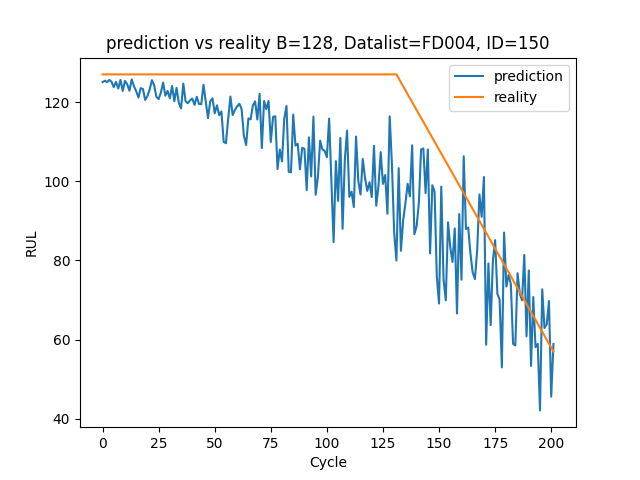 prediction vs reality B=128, Datalist=FD004, ID=150
prediction
reality
120
100
80
60
40
RUL
0 25 50 75 100 125 150 175 200
Cycle